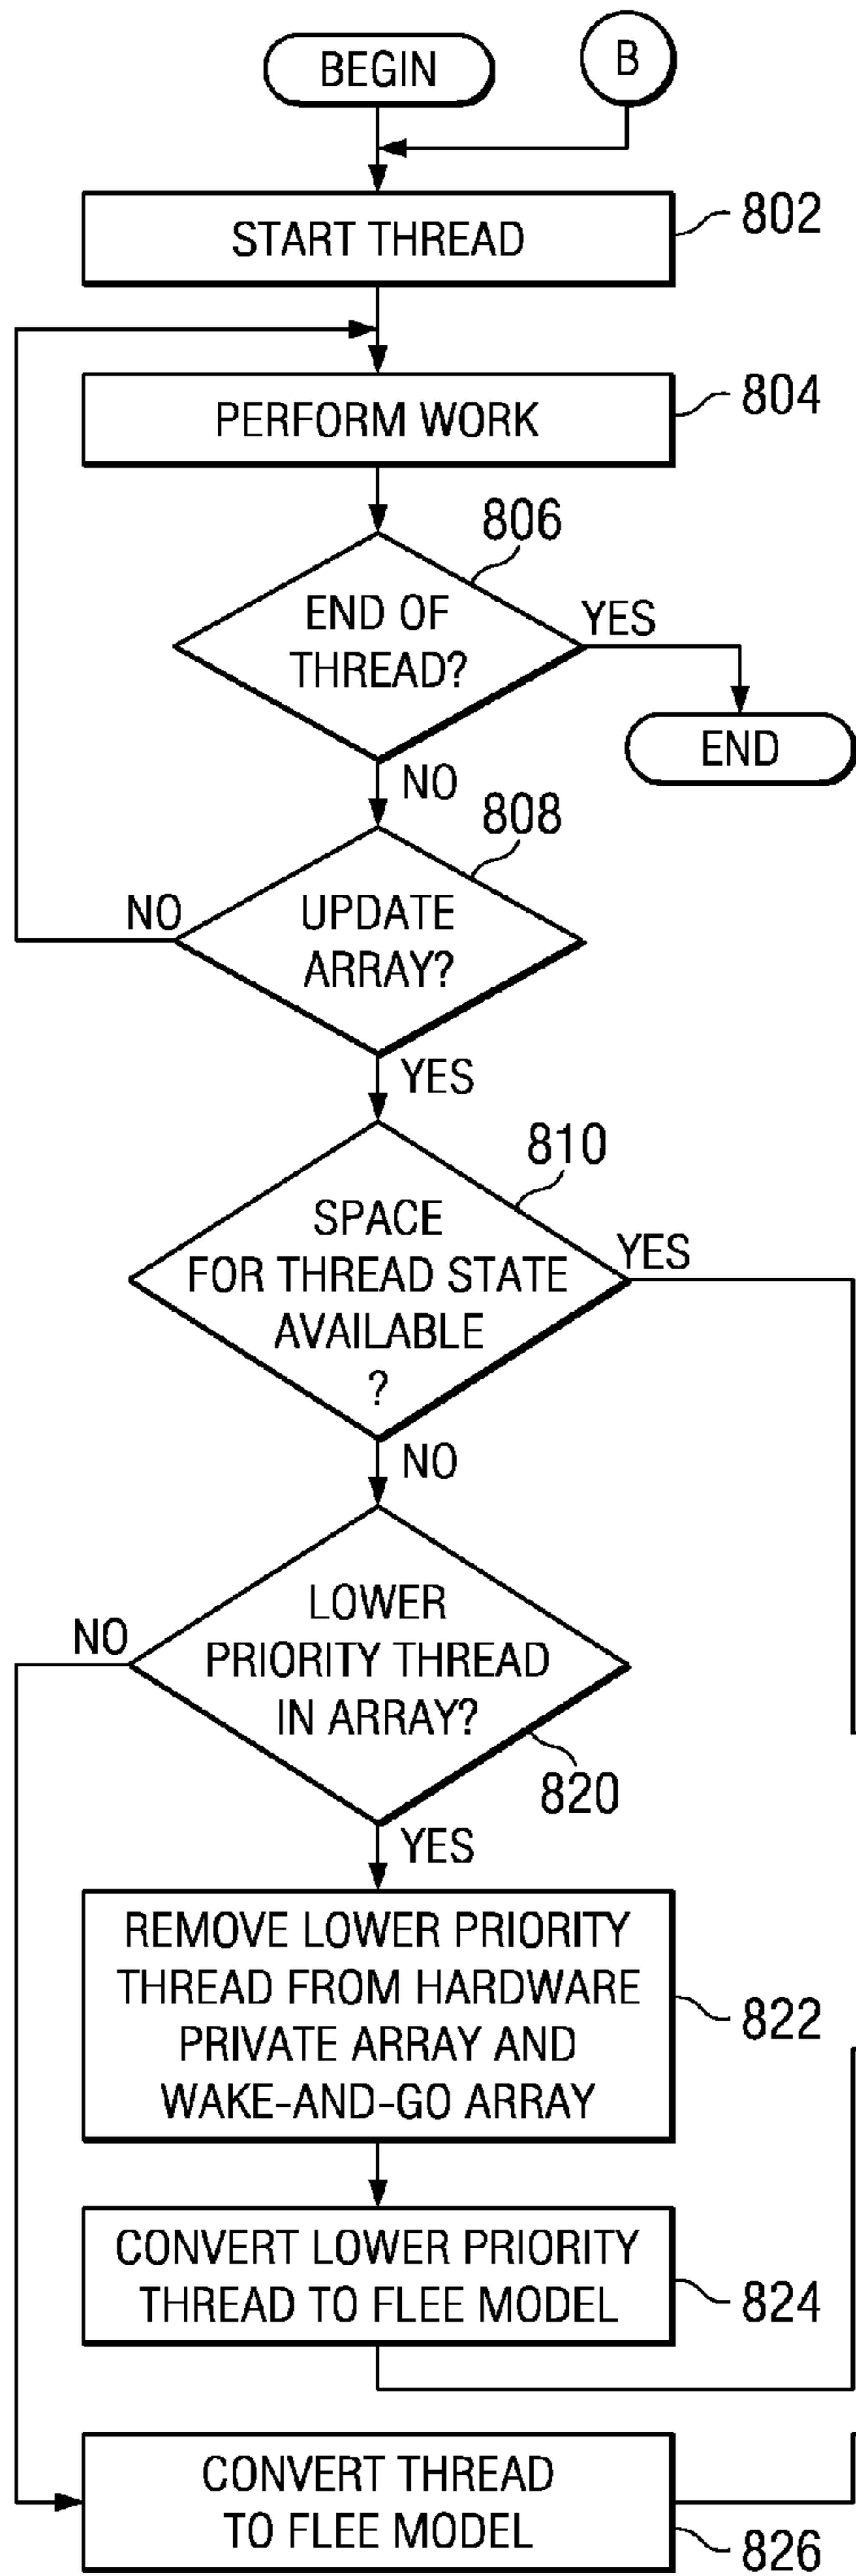 BEGIN
B
START THREAD
802
PERFORM WORK
804
806
END OF
THREAD?
YES
END
NO
808
NO
UPDATE
ARRAY?
YES
810
SPACE
FOR THREAD STATE
AVAILABLE
?
YES
NO
LOWER
PRIORITY THREAD
IN ARRAY?
NO
820
YES
REMOVE LOWER PRIORITY
THREAD FROM HARDWARE
PRIVATE ARRAY AND
WAKE-AND-GO ARRAY
822
CONVERT LOWER PRIORITY
THREAD TO FLEE MODEL
824
CONVERT THREAD
TO FLEE MODEL
826